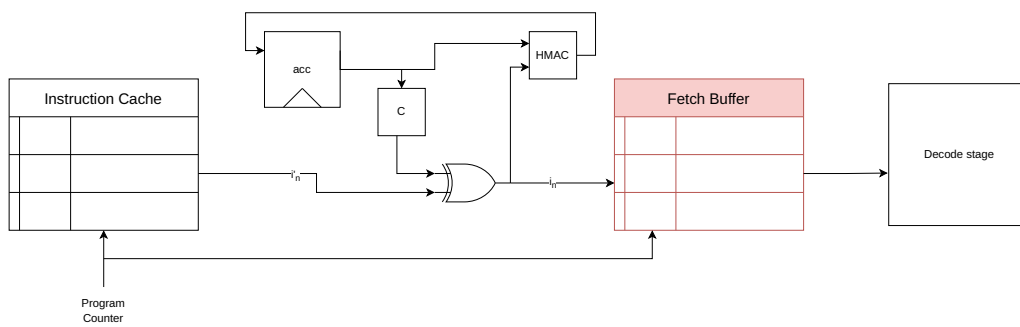 acc
HMAC
Instruction Cache
C
Fetch Buffer
Decode stage
i'n
in
Program
Counter